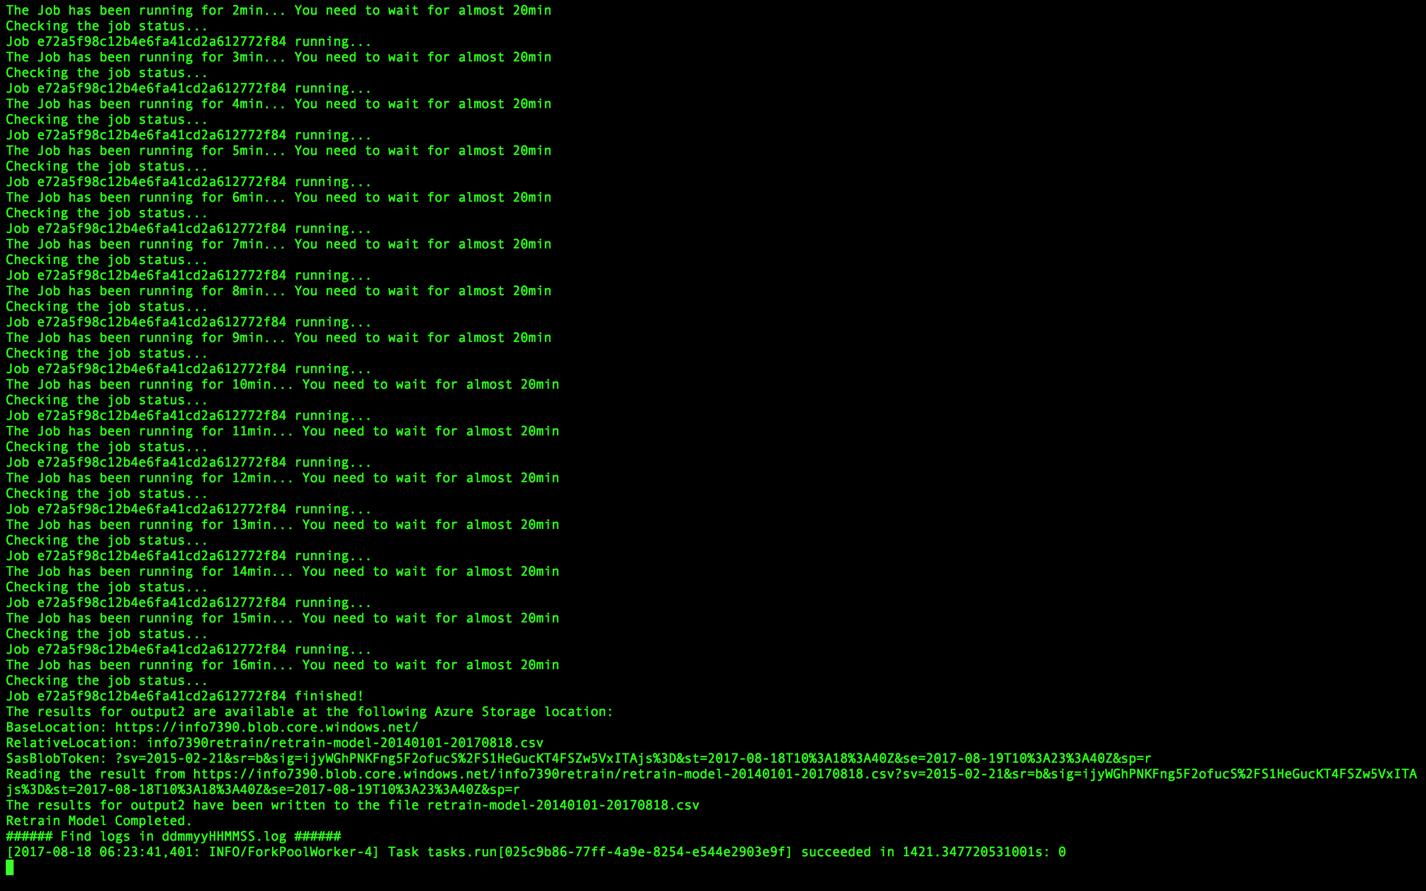 The Job has been running for 2min... You need to wait for almost 20min
Checking the job status...
Job e72a5f98c12b4e6fa41cd2a612772f84 running...
The Job has been running for 3min... You need to wait for almost 20min
Checking the job status...
Job e72a5f98c12b4e6fa41cd2a612772f84 running...
The Job has been running for 4min... You need to wait for almost 20min
Checking the job status...
Job e72a5f98c12b4e6fa41cd2a612772f84 running...
The Job has been running for 5min... You need to wait for almost 20min
Checking the job status...
Job e72a5f98c12b4e6fa41cd2a612772f84 running...
The Job has been running for 6min... You need to wait for almost 20min
Checking the job status...
Job e72a5f98c12b4e6fa41cd2a612772f84 running...
The Job has been running for 7min... You need to wait for almost 20min
Checking the job status...
Job e72a5f98c12b4e6fa41cd2a612772f84 running...
The Job has been running for 8min... You need to wait for almost 20min
Checking the job status...
Job e72a5f98c12b4e6fa41cd2a612772f84 running...
The Job has been running for 9min... You need to wait for almost 20min
Checking the job status...
Job e72a5f98c12b4e6fa41cd2a612772f84 running...
The Job has been running for 10min... You need to wait for almost 20min
Checking the job status...
Job e72a5f98c12b4e6fa41cd2a612772f84 running...
The Job has been running for 11min... You need to wait for almost 20min
Checking the job status...
Job e72a5f98c12b4e6fa41cd2a612772f84 running...
The Job has been running for 12min... You need to wait for almost 20min
Checking the job status...
Job e72a5f98c12b4e6fa41cd2a612772f84 running...
The Job has been running for 13min... You need to wait for almost 20min
Checking the job status...
Job e72a5f98c12b4e6fa41cd2a612772f84 running...
The Job has been running for 14min... You need to wait for almost 20min
Checking the job status...
Job e72a5f98c12b4e6fa41cd2a612772f84 running...
The Job has been running for 15min... You need to wait for almost 20min
Checking the job status...
Job e72a5f98c12b4e6fa41cd2a612772f84 running...
The Job has been running for 16min... You need to wait for almost 20min
Checking the job status...
Job e72a5f98c12b4e6fa41cd2a612772f84 finished!
The results for output2 are available at the following Azure Storage location:
BaseLocation: https://info7390.blob.core.windows.net/
RelativeLocation: info7390retrain/retrain-model-20140101-20170818.csv
SasBlobToken: ?sv=2015-02-21&sr=b&sig=ijyWGhPNKFng5F2ofucS%2FS1HeGucKT4FSZw5VxITAjs%3D&st=2017-08-18T10%3A18%3A40Z&se=2017-08-19T10%3A23%3A40Z&sp=r
Reading the result from https://info7390.blob.core.windows.net/info7390retrain/retrain-model-20140101-20170818.csv?sv=2015-02-21&sr=b&sig=ijyWGhPNKFng5F2ofucS%2FS1HeGucKT4FSZw5VxITA
js%3D&st=2017-08-18T10%3A18%3A40Z&se=2017-08-19T10%3A23%3A40Z&sp=r
The results for output2 have been written to the file retrain-model-20140101-20170818.csv
Retrain Model Completed.
###### Find logs in ddmmyyHHMMSS.log ######
[2017-08-18 06:23:41,401: INFO/ForkPoolWorker-4] Task tasks.run[025c9b86-77ff-4a9e-8254-e544e2903e9f] succeeded in 1421.347720531001s: 0